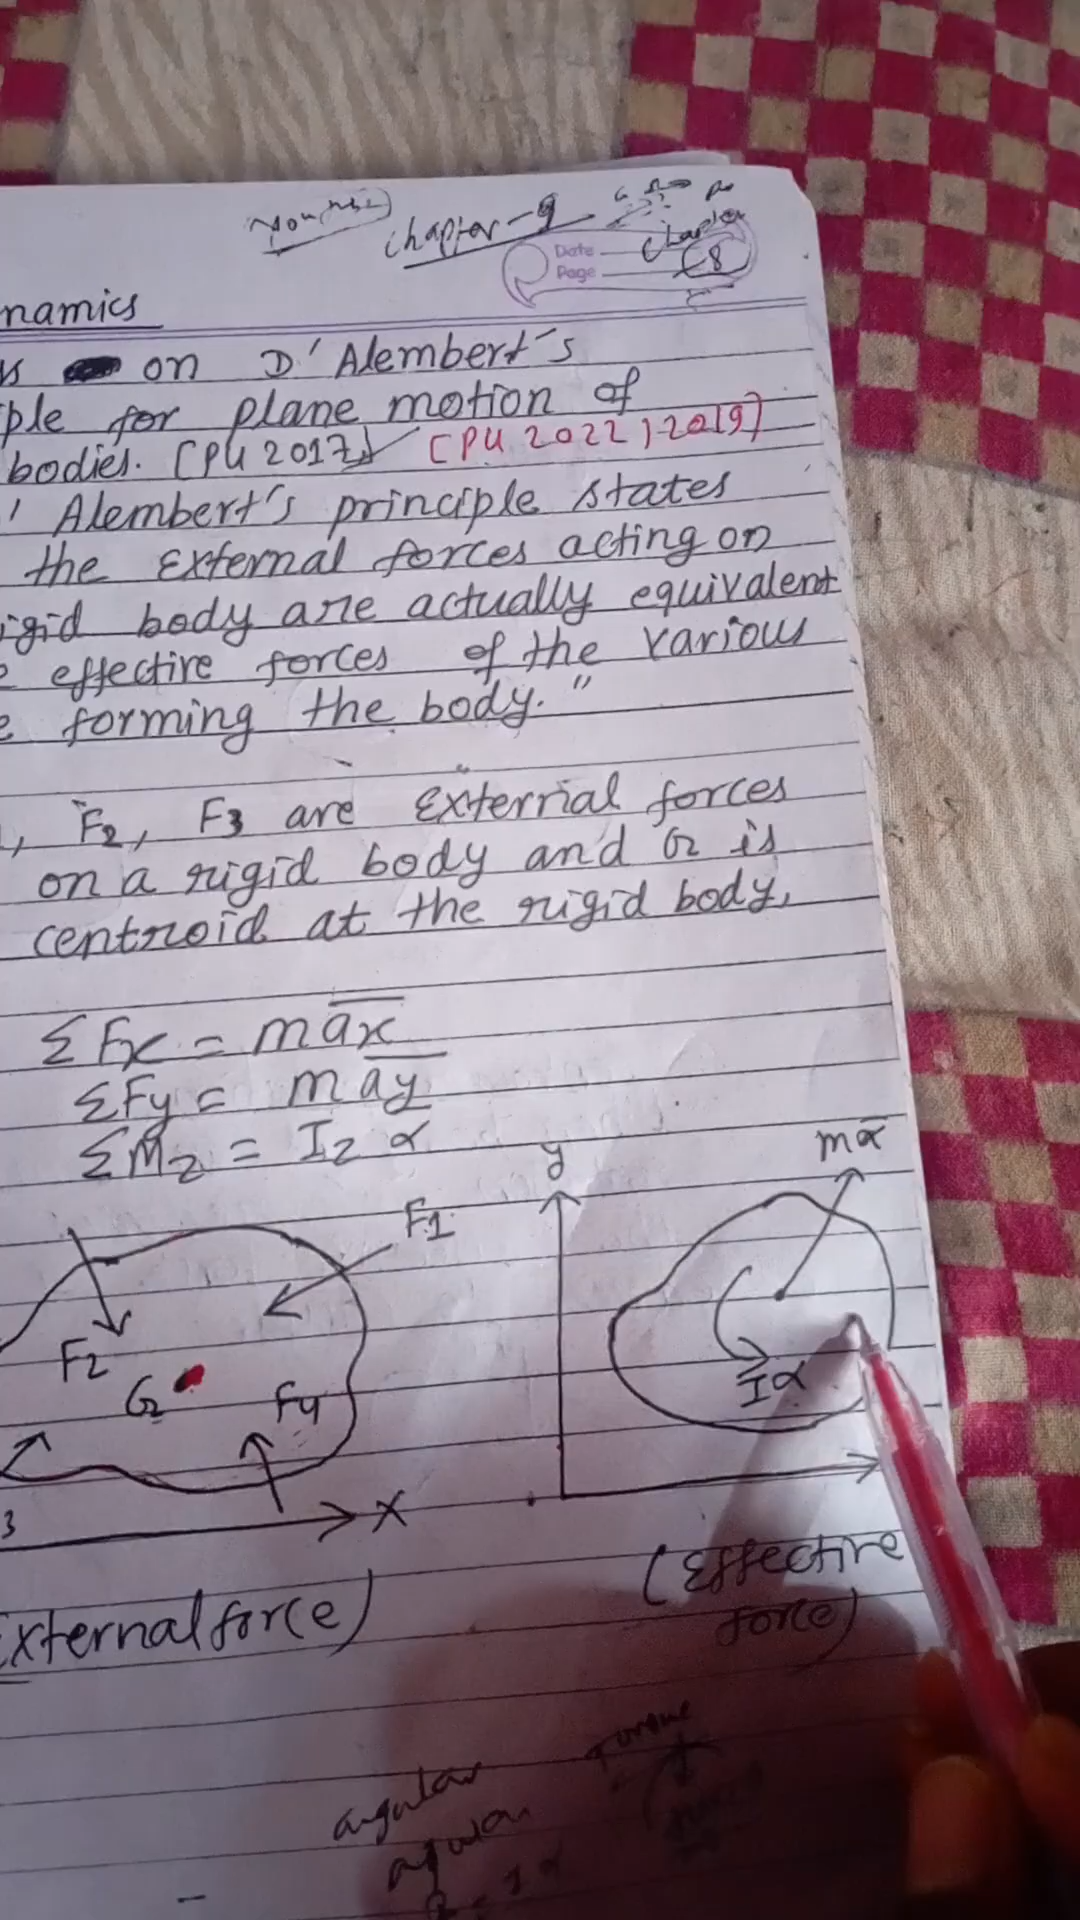 chapter-9
chapter
8
Date
Page
namics
on D'Alembert's
ple for plane motion of
bodies. [PU 2017] [PU 2022, 2019]
' Alembert's principle states
the External forces acting on
igid body are actually equivalent
e effective forces of the various
e forming the body."
, F2, F3 are External forces
on a rigid body and G is
centroid at the rigid body,
ΣFx = max
ΣFy = may
ΣMz = Iz α
F1
F2
G
F4
3
X
y
mα
Iα
External force)
(Effective
force)
angular
torque